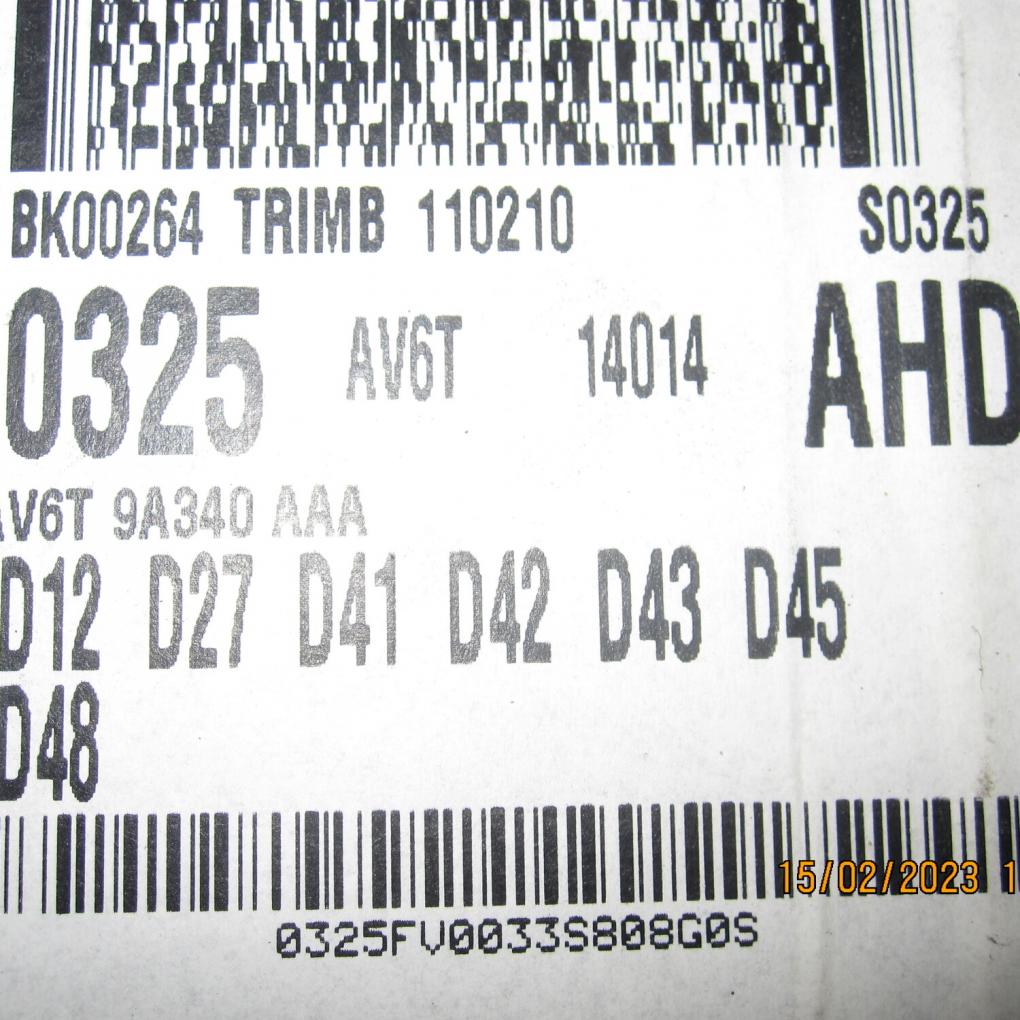 BK00264 TRIMB 110210 S0325
0325 AV6T 14014 AHD
AV6T 9A340 AAA
D12 D27 D41 D42 D43 D45
D48
15/02/2023 1
0325FV0033S808G0S